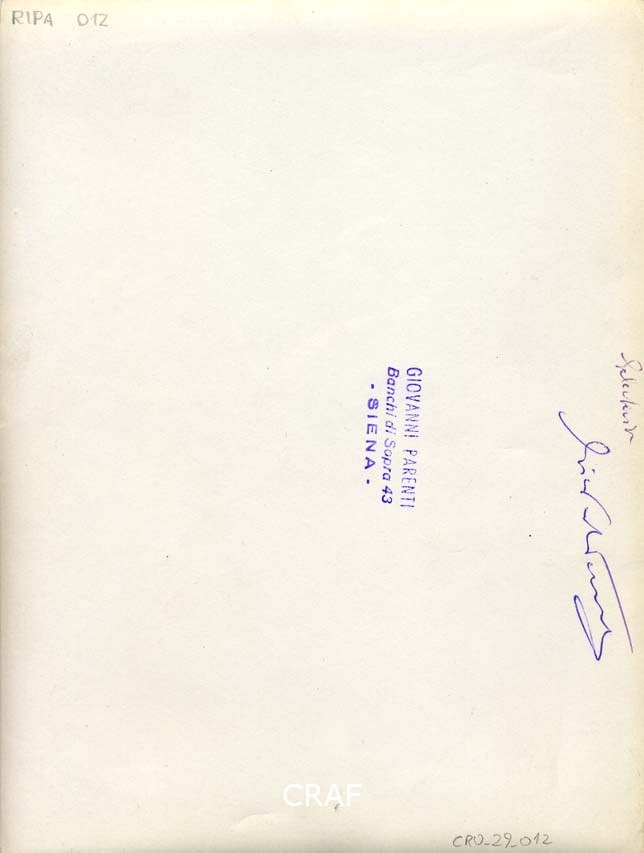 RIPA 012
GIOVANNI PARENTI
Banchi di Sopra 43
- SIENA -
CRAF
CRO_29_012